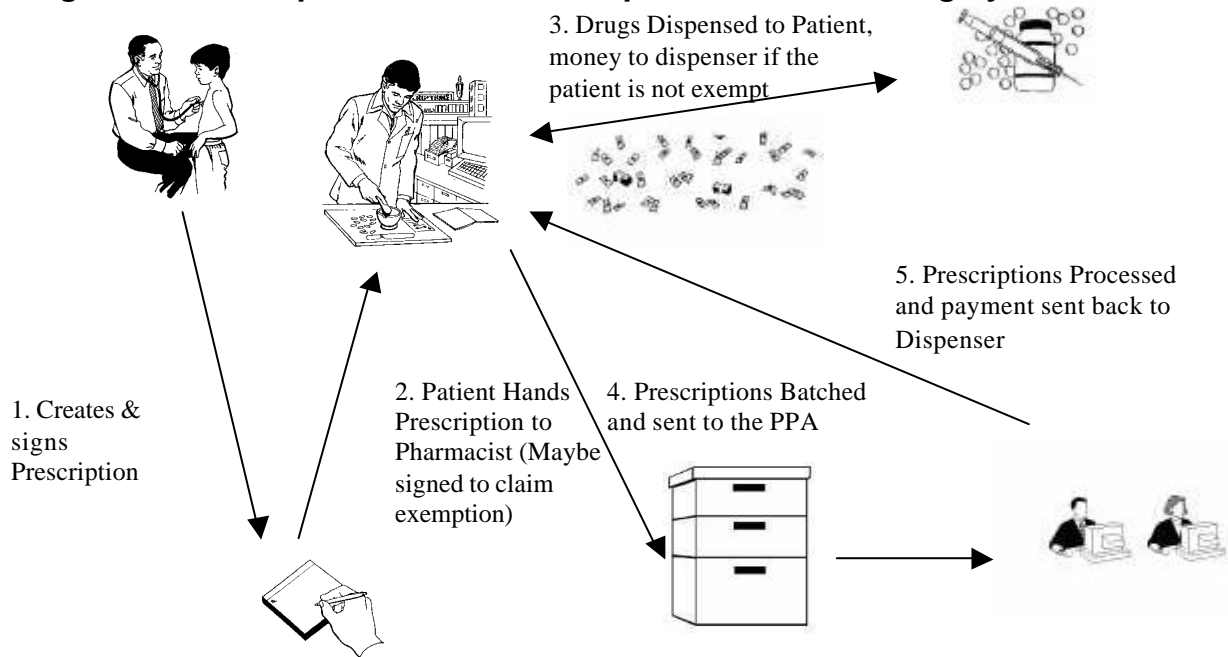 3. Drugs Dispensed to Patient,
money to dispenser if the
patient is not exempt
5. Prescriptions Processed
and payment sent back to
Dispenser
1. Creates &
signs
Prescription
2. Patient Hands
Prescription to
Pharmacist (Maybe
signed to claim
exemption)
4. Prescriptions Batched
and sent to the PPA